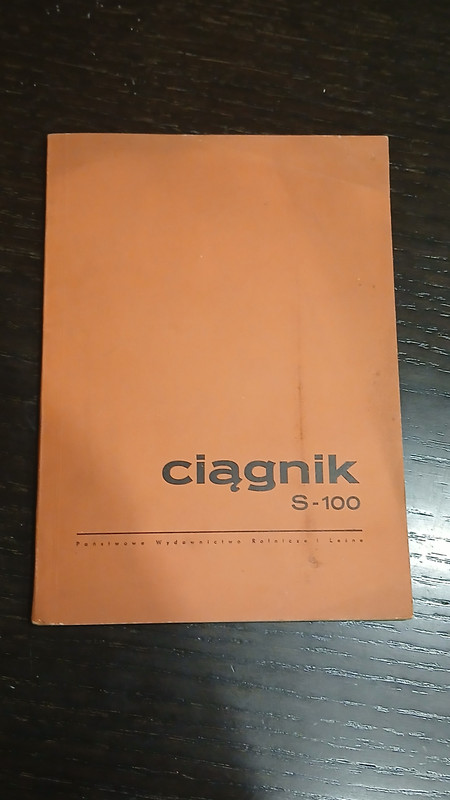 ciągnik
S-100
Państwowe Wydawnictwo Rolnicze i Leśne